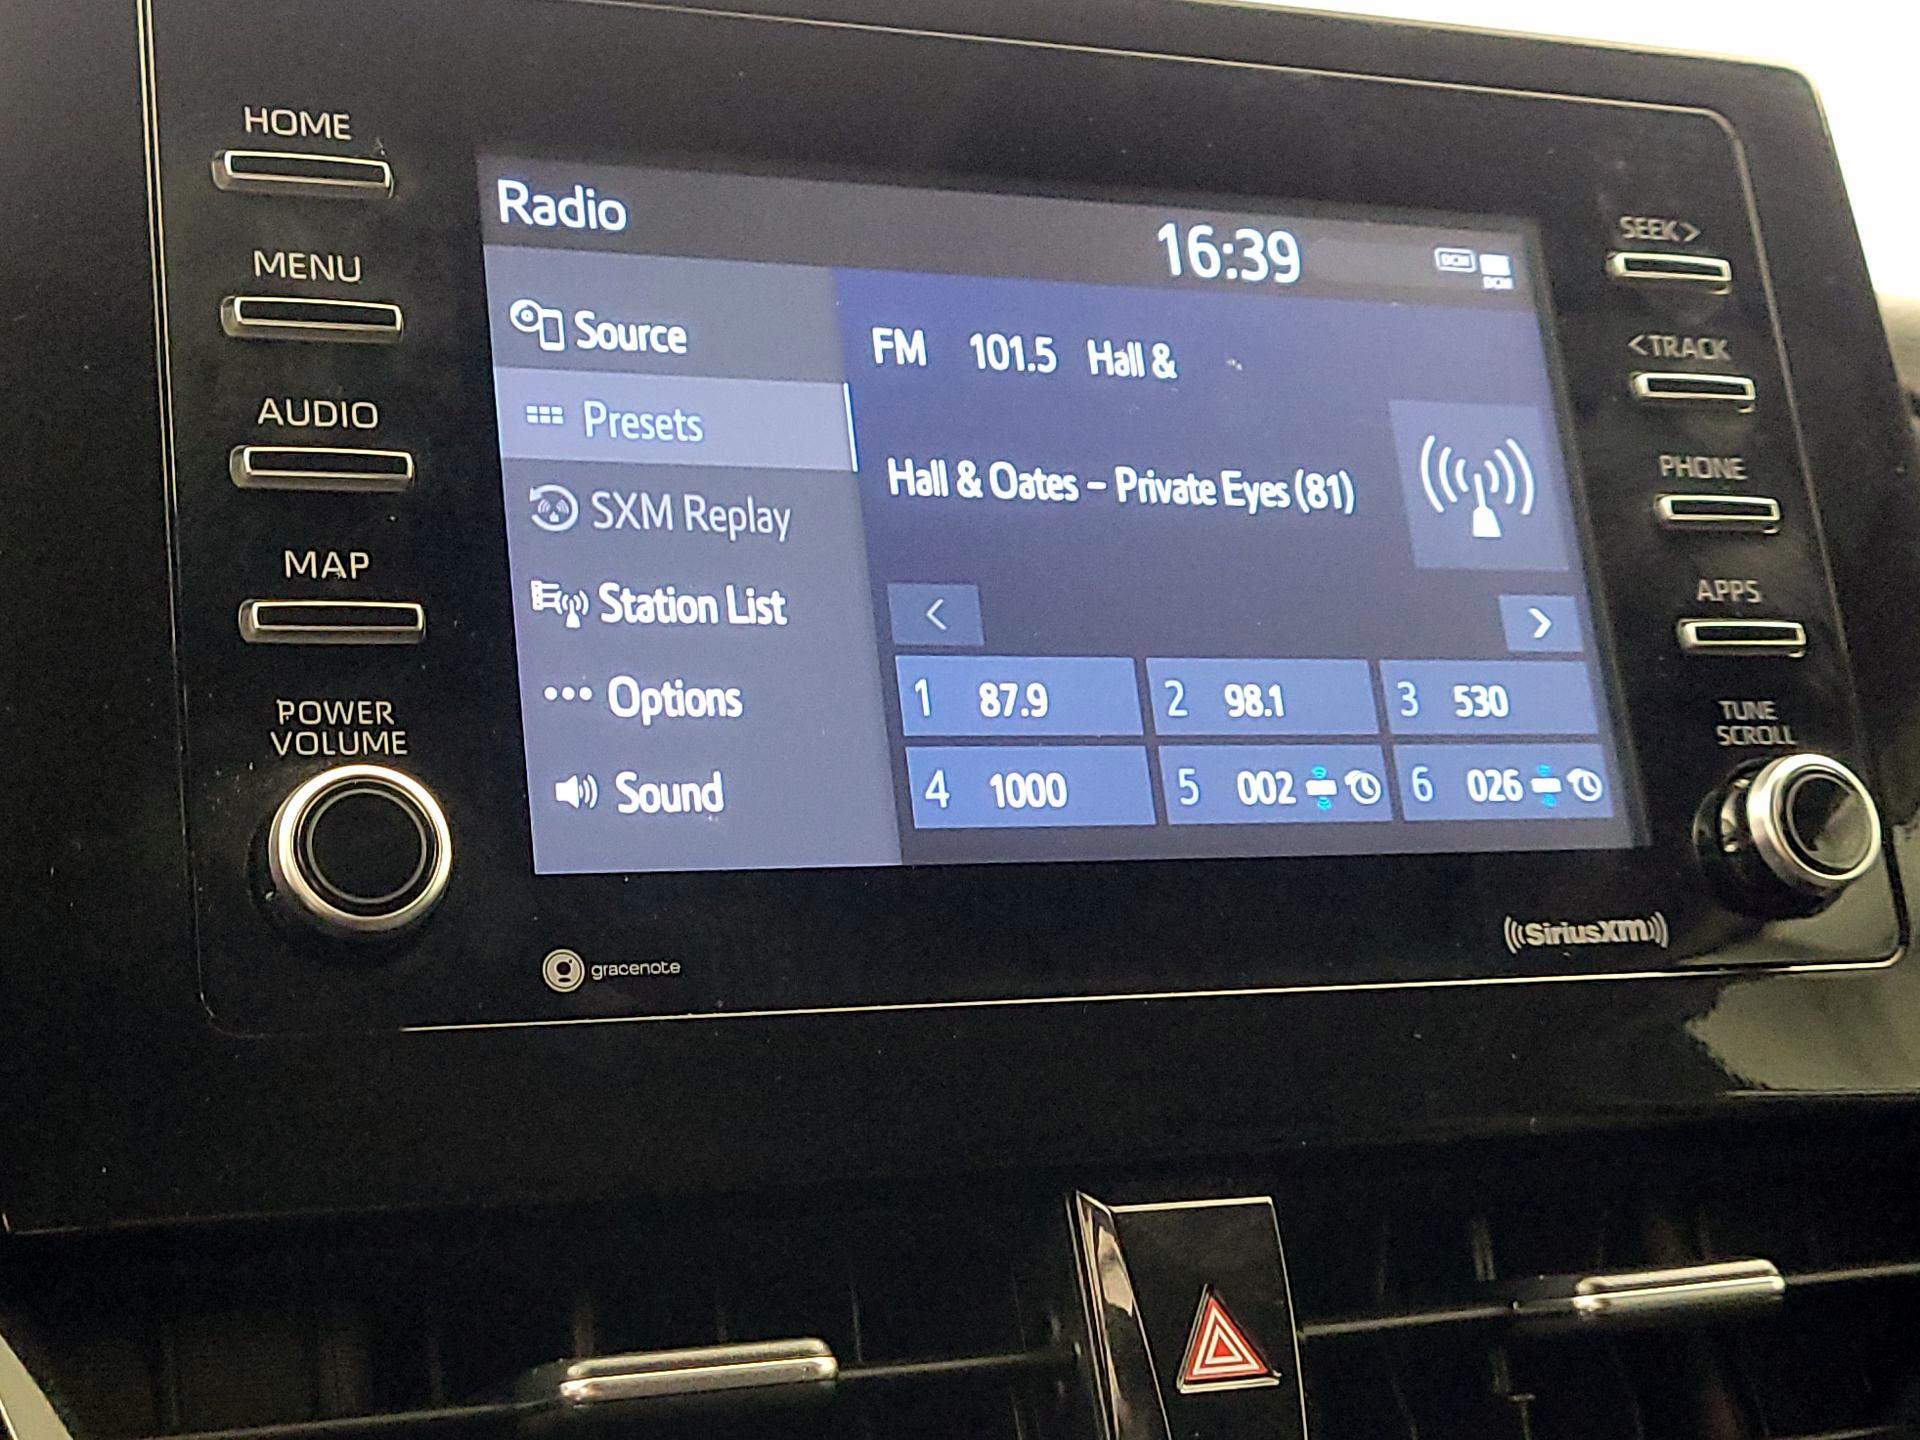 HOME
MENU
AUDIO
MAP
POWER
VOLUME
Radio
16:39
DCM
DCM
Source
Presets
SXM Replay
Station List
Options
Sound
FM 101.5 Hall &
Hall & Oates – Private Eyes (81)
<
>
1 87.9
2 98.1
3 530
4 1000
5 002
6 026
SEEK>
<TRACK
PHONE
APPS
TUNE
SCROLL
gracenote
((SiriusXM))